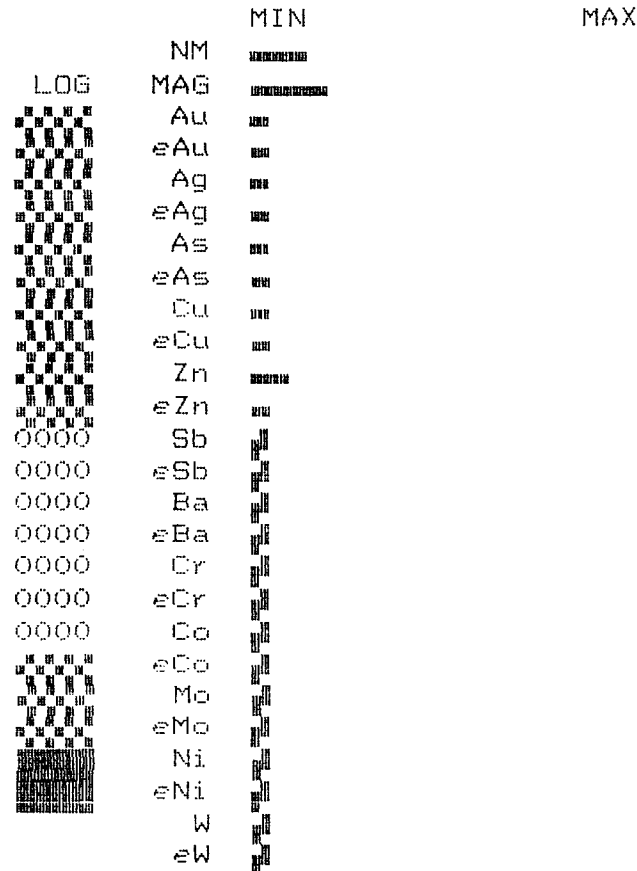 MIN MAX
NM
LOG MAG
Au
eAu
Ag
eAg
As
eAs
Cu
eCu
Zn
eZn
0000 Sb
0000 eSb
0000 Ba
0000 eBa
0000 Cr
0000 eCr
0000 Co
eCo
Mo
eMo
Ni
eNi
W
eW